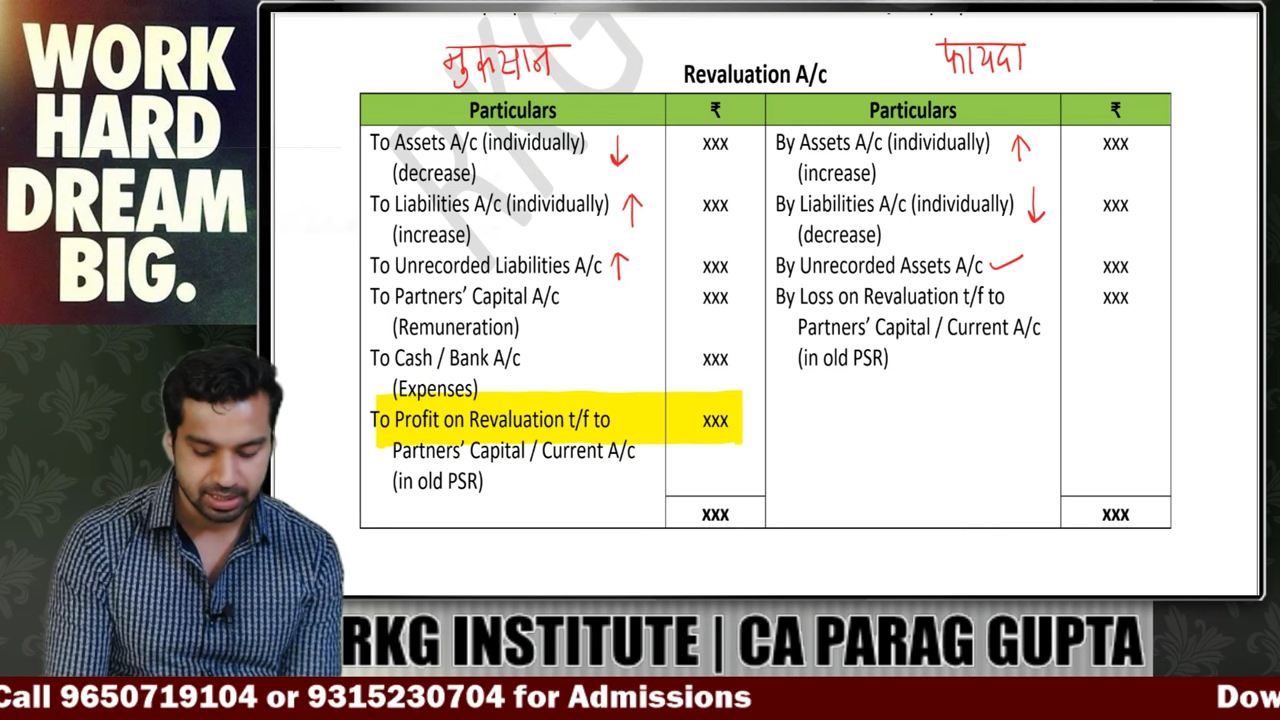 WORK
HARD
DREAM
BIG.
RKG
नुकसान
फायदा
Revaluation A/c
Particulars ₹ Particulars ₹
To Assets A/c (individually) ↓ xxx By Assets A/c (individually) ↑ xxx
(decrease) (increase)
To Liabilities A/c (individually) ↑ xxx By Liabilities A/c (individually) ↓ xxx
(increase) (decrease)
To Unrecorded Liabilities A/c ↑ xxx By Unrecorded Assets A/c ✓ xxx
To Partners’ Capital A/c xxx By Loss on Revaluation t/f to xxx
(Remuneration) Partners’ Capital / Current A/c
To Cash / Bank A/c xxx (in old PSR)
(Expenses)
To Profit on Revaluation t/f to xxx
Partners’ Capital / Current A/c
(in old PSR)
xxx xxx
RKG INSTITUTE | CA PARAG GUPTA
Call 9650719104 or 9315230704 for Admissions Dow